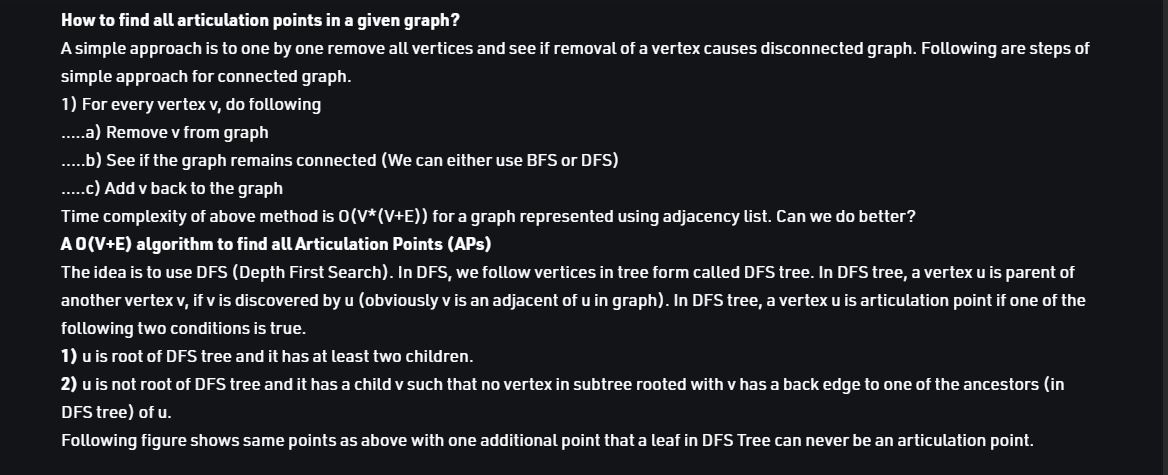 How to find all articulation points in a given graph?
A simple approach is to one by one remove all vertices and see if removal of a vertex causes disconnected graph. Following are steps of
simple approach for connected graph.
1) For every vertex v, do following
.....a) Remove v from graph
.....b) See if the graph remains connected (We can either use BFS or DFS)
.....c) Add v back to the graph
Time complexity of above method is O(V*(V+E)) for a graph represented using adjacency list. Can we do better?
A O(V+E) algorithm to find all Articulation Points (APs)
The idea is to use DFS (Depth First Search). In DFS, we follow vertices in tree form called DFS tree. In DFS tree, a vertex u is parent of
another vertex v, if v is discovered by u (obviously v is an adjacent of u in graph). In DFS tree, a vertex u is articulation point if one of the
following two conditions is true.
1) u is root of DFS tree and it has at least two children.
2) u is not root of DFS tree and it has a child v such that no vertex in subtree rooted with v has a back edge to one of the ancestors (in
DFS tree) of u.
Following figure shows same points as above with one additional point that a leaf in DFS Tree can never be an articulation point.